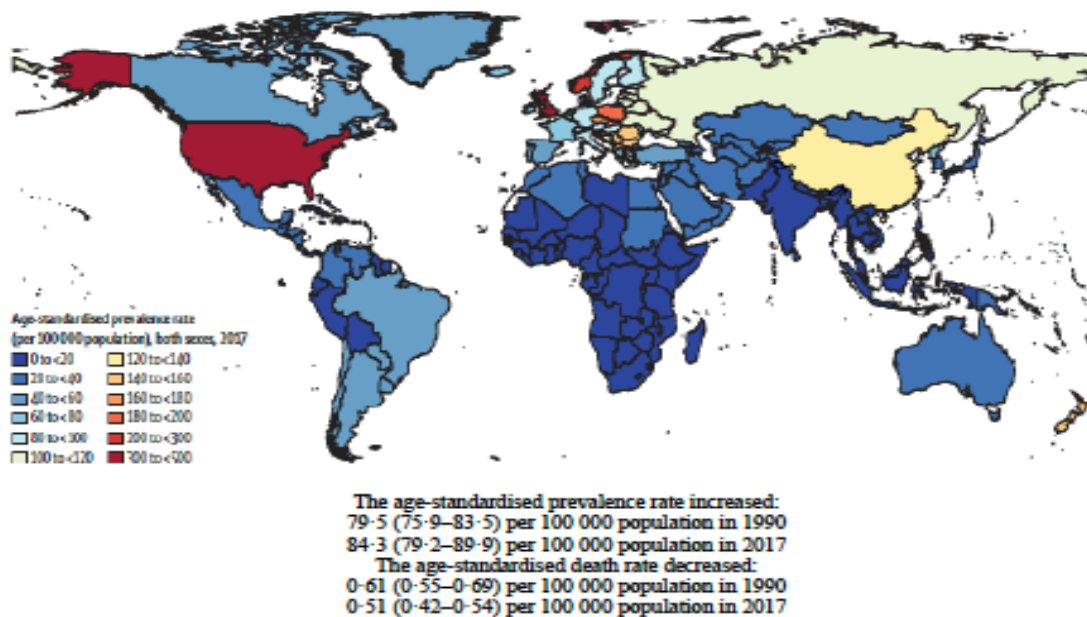 Age-standardised prevalence rate
(per 100 000 population), both sexes, 2017
0 to <20
20 to <40
40 to <60
60 to <80
80 to <100
100 to <120
120 to <140
140 to <160
160 to <180
180 to <200
200 to <300
300 to <500
The age-standardised prevalence rate increased:
79·5 (75·9–83·5) per 100 000 population in 1990
84·3 (79·2–89·9) per 100 000 population in 2017
The age-standardised death rate decreased:
0·61 (0·55–0·69) per 100 000 population in 1990
0·51 (0·42–0·54) per 100 000 population in 2017